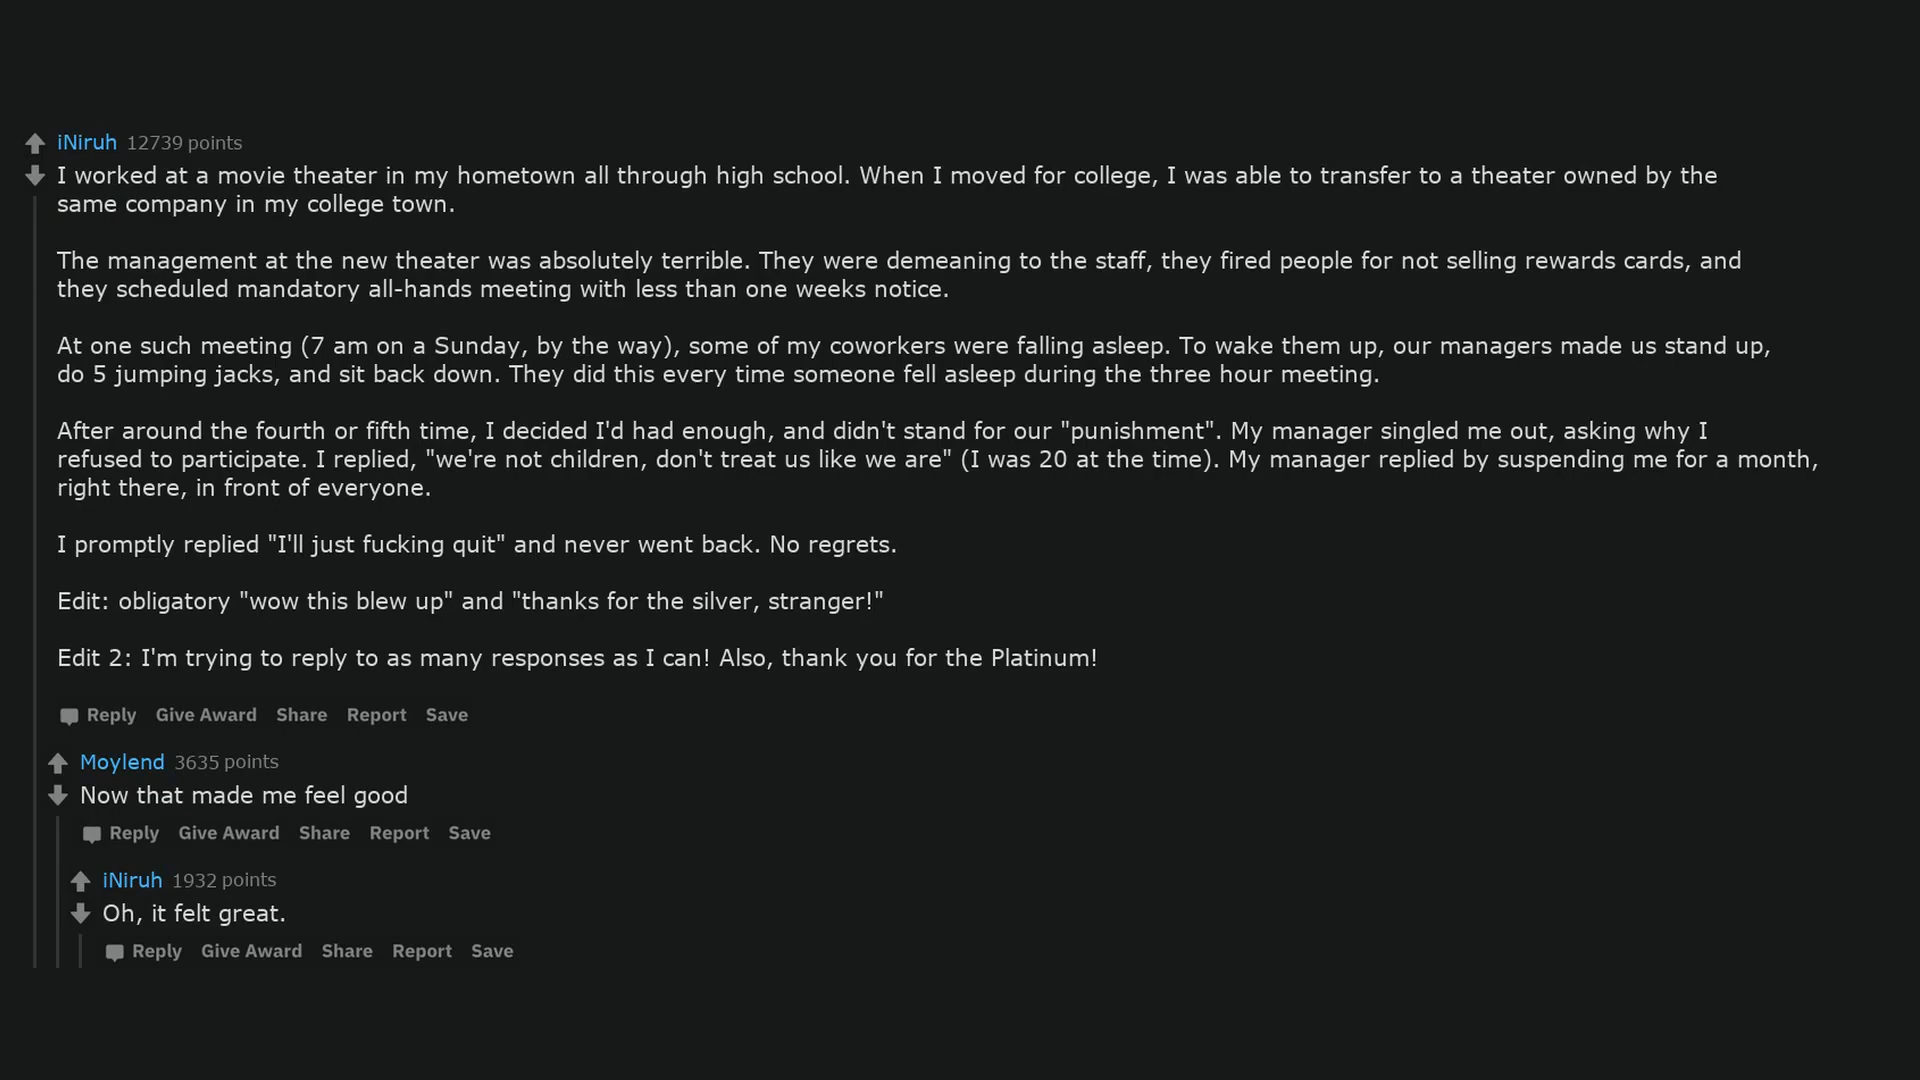 iNiruh 12739 points
I worked at a movie theater in my hometown all through high school. When I moved for college, I was able to transfer to a theater owned by the
same company in my college town.
The management at the new theater was absolutely terrible. They were demeaning to the staff, they fired people for not selling rewards cards, and
they scheduled mandatory all-hands meeting with less than one weeks notice.
At one such meeting (7 am on a Sunday, by the way), some of my coworkers were falling asleep. To wake them up, our managers made us stand up,
do 5 jumping jacks, and sit back down. They did this every time someone fell asleep during the three hour meeting.
After around the fourth or fifth time, I decided I'd had enough, and didn't stand for our "punishment". My manager singled me out, asking why I
refused to participate. I replied, "we're not children, don't treat us like we are" (I was 20 at the time). My manager replied by suspending me for a month,
right there, in front of everyone.
I promptly replied "I'll just fucking quit" and never went back. No regrets.
Edit: obligatory "wow this blew up" and "thanks for the silver, stranger!"
Edit 2: I'm trying to reply to as many responses as I can! Also, thank you for the Platinum!
Reply Give Award Share Report Save
Moylend 3635 points
Now that made me feel good
Reply Give Award Share Report Save
iNiruh 1932 points
Oh, it felt great.
Reply Give Award Share Report Save